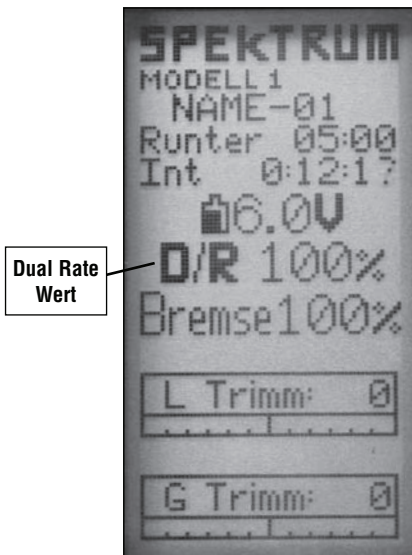 SPEKTRUM
MODELL1
NAME-01
Runter 05:00
Int 0:12:17
6.0V
Dual Rate
Wert
D/R 100%
Bremse100%
L Trimm: 0
G Trimm: 0